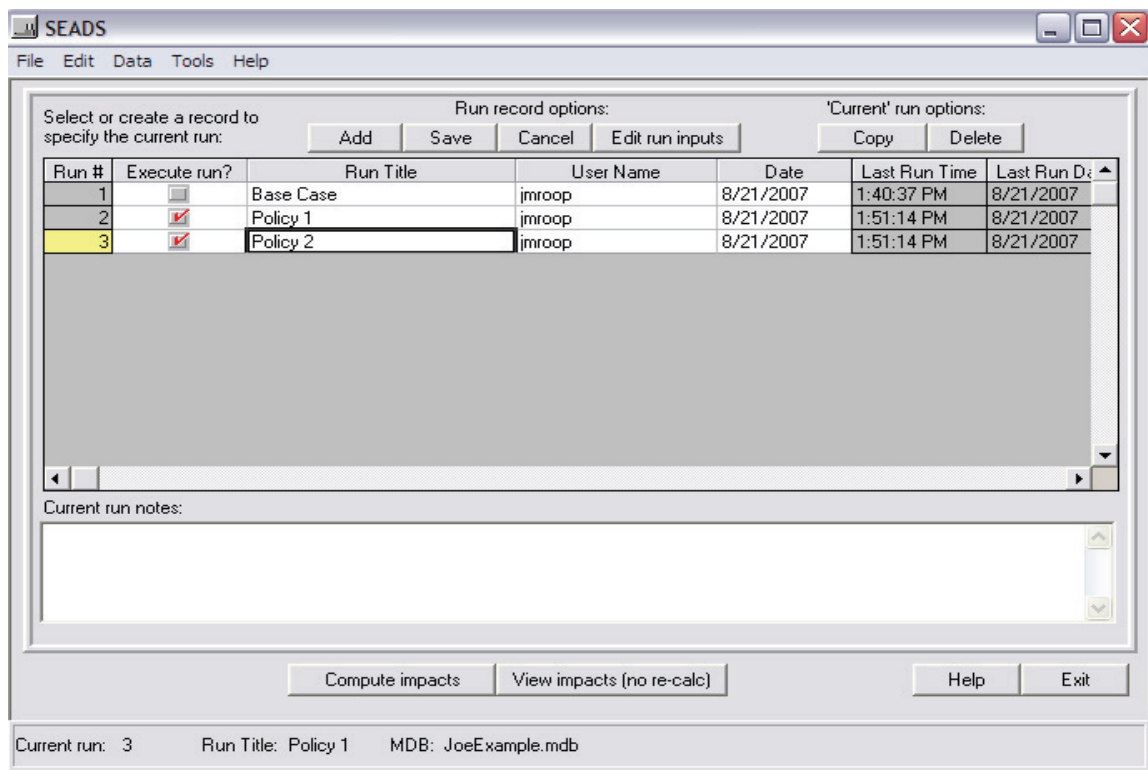 SEADS
File Edit Data Tools Help
Select or create a record to
specify the current run:
Run record options:
'Current' run options:
Add Save Cancel Edit run inputs Copy Delete
Run # Execute run? Run Title User Name Date Last Run Time Last Run Da
1 Base Case jmroop 8/21/2007 1:40:37 PM 8/21/2007
2 Policy 1 jmroop 8/21/2007 1:51:14 PM 8/21/2007
3 Policy 2 jmroop 8/21/2007 1:51:14 PM 8/21/2007
Current run notes:
Compute impacts View impacts (no re-calc) Help Exit
Current run: 3 Run Title: Policy 1 MDB: JoeExample.mdb